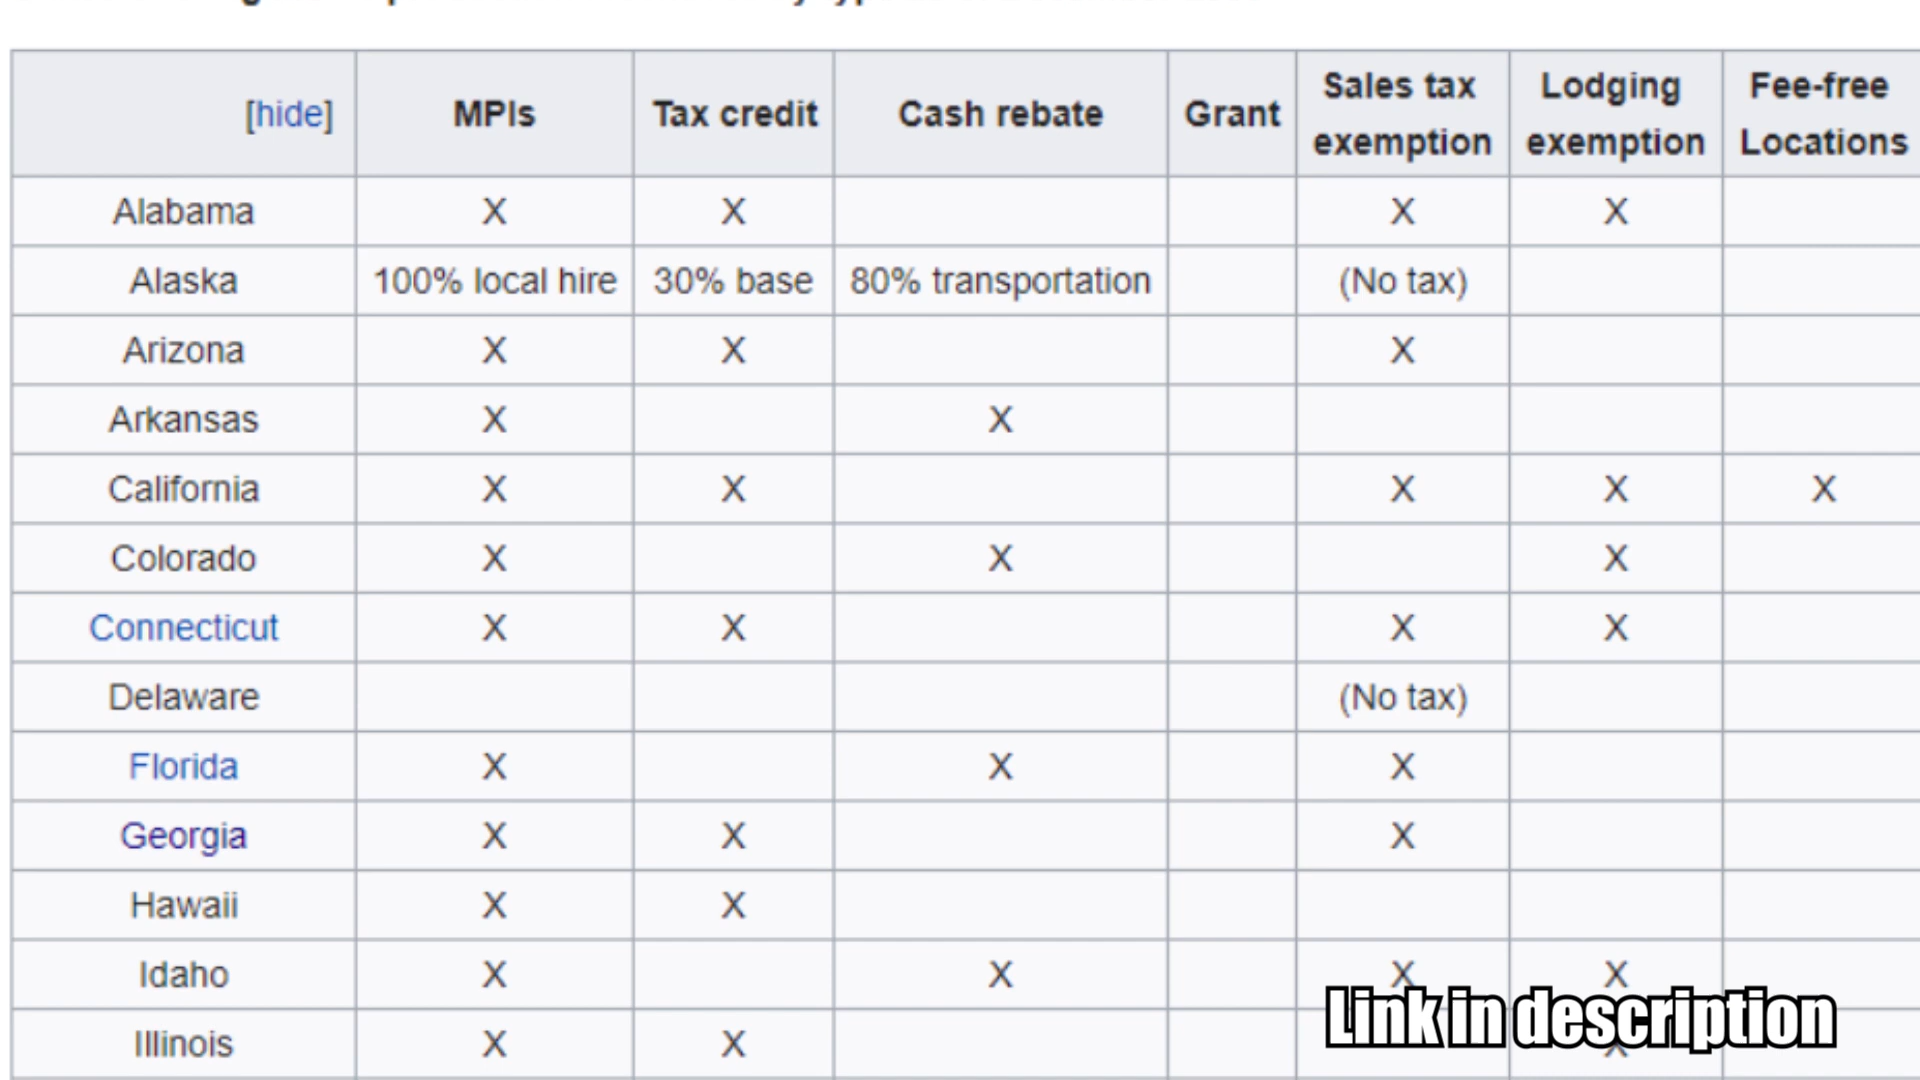 [hide] MPIs Tax credit Cash rebate Grant Sales tax exemption Lodging exemption Fee-free Locations
Alabama X X X X
Alaska 100% local hire 30% base 80% transportation (No tax)
Arizona X X X
Arkansas X X
California X X X X X
Colorado X X X
Connecticut X X X X
Delaware (No tax)
Florida X X X
Georgia X X X
Hawaii X X
Idaho X X X X
Illinois X X X
Link in description